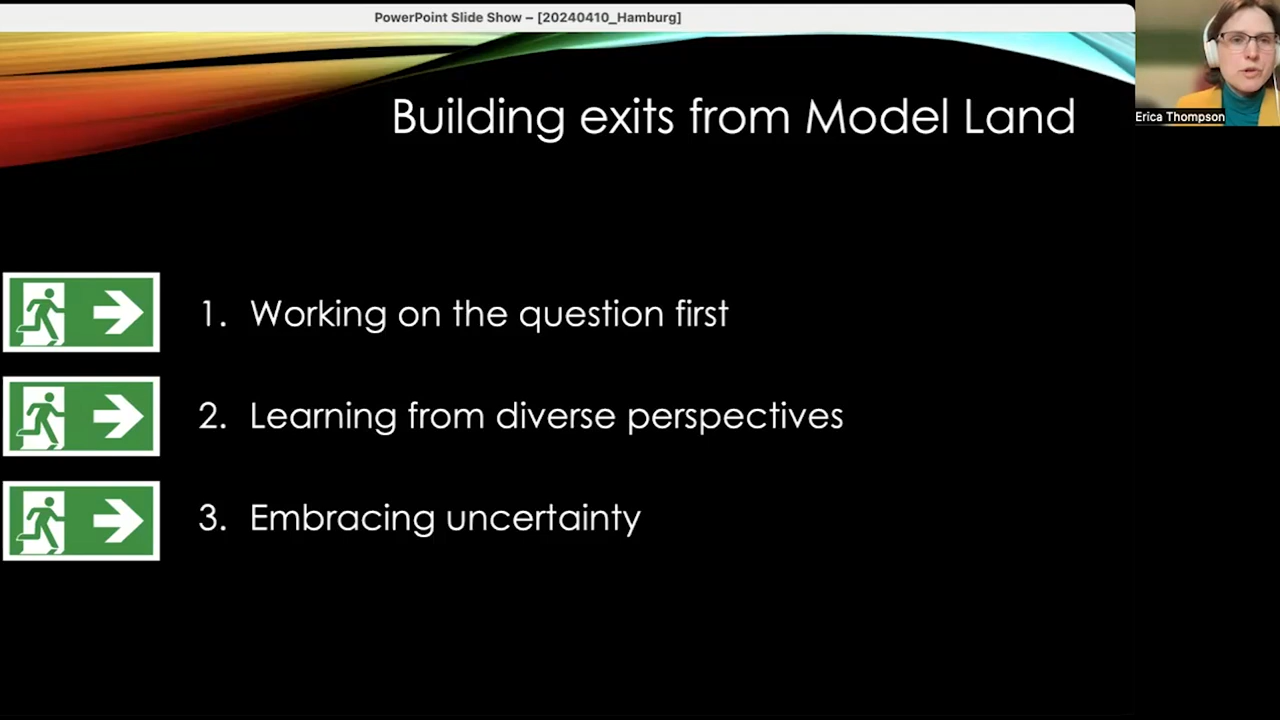 PowerPoint Slide Show – [20240410_Hamburg]
Building exits from Model Land
Erica Thompson
1. Working on the question first
2. Learning from diverse perspectives
3. Embracing uncertainty